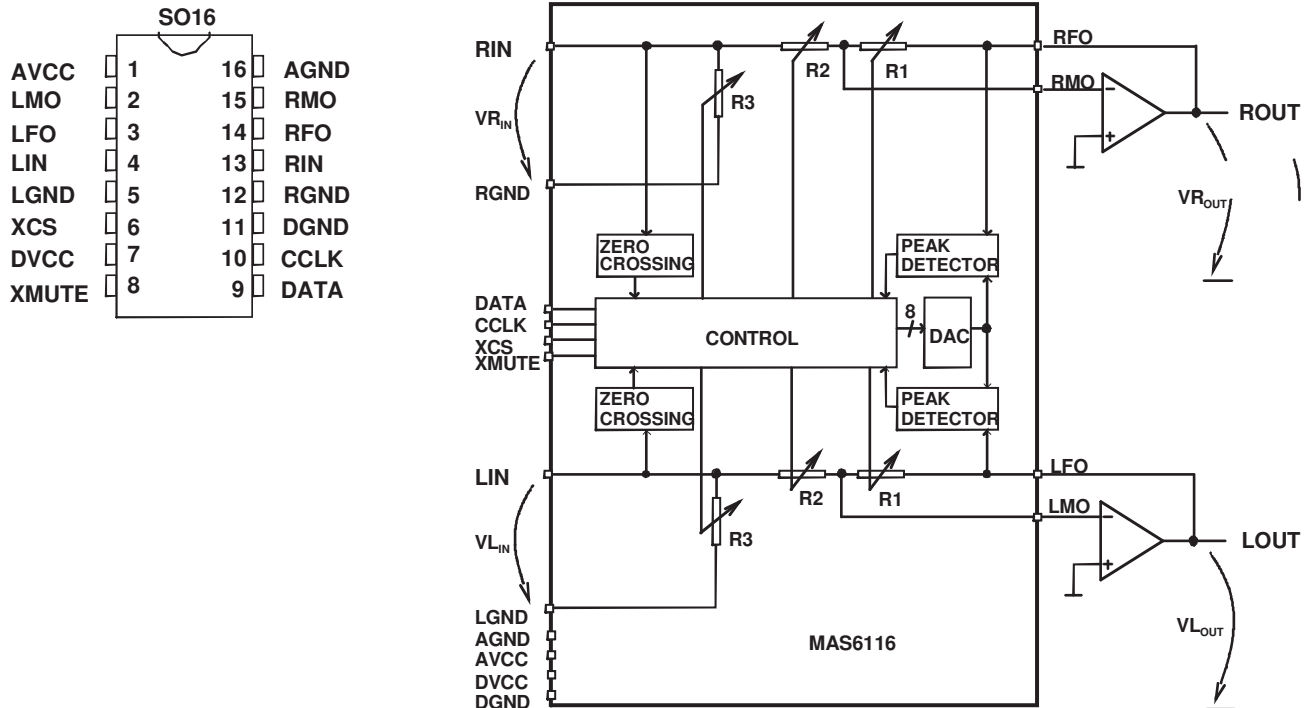 SO16
AVCC 1 16 AGND
LMO 2 15 RMO
LFO 3 14 RFO
LIN 4 13 RIN
LGND 5 12 RGND
XCS 6 11 DGND
DVCC 7 10 CCLK
XMUTE 8 9 DATA
RIN
R2
R1
RFO
RMO
R3
VRIN
RGND
−
+
ROUT
VROUT
ZERO
CROSSING
PEAK
DETECTOR
DATA
CCLK
XCS
XMUTE
CONTROL
8
DAC
ZERO
CROSSING
PEAK
DETECTOR
LIN
R2
R1
LFO
LMO
R3
VLIN
−
+
LOUT
VLOUT
LGND
AGND
AVCC
DVCC
DGND
MAS6116